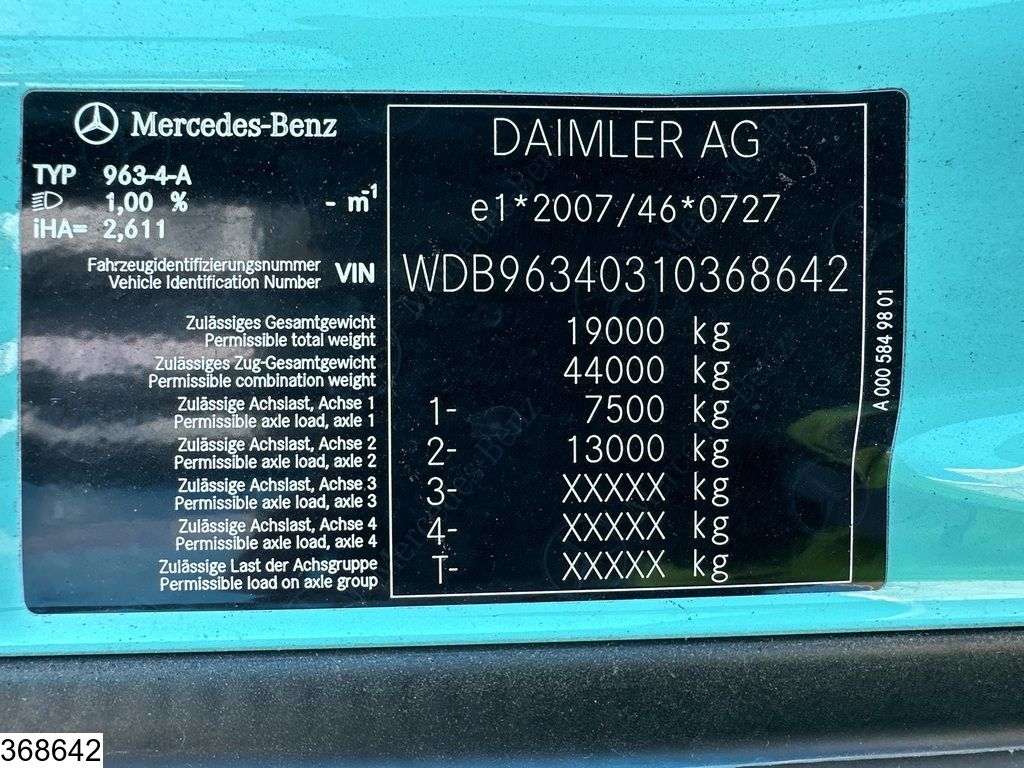 Mercedes-Benz
TYP 963-4-A
1,00 % - m-1
iHA= 2,611
DAIMLER AG
e1*2007/46*0727
Fahrzeugidentifizierungsnummer
Vehicle Identification Number VIN WDB96340310368642
Zulässiges Gesamtgewicht
Permissible total weight 19000 kg
Zulässiges Zug-Gesamtgewicht
Permissible combination weight 44000 kg
Zulässige Achslast, Achse 1
Permissible axle load, axle 1 1- 7500 kg
Zulässige Achslast, Achse 2
Permissible axle load, axle 2 2- 13000 kg
Zulässige Achslast, Achse 3
Permissible axle load, axle 3 3- XXXXX kg
Zulässige Achslast, Achse 4
Permissible axle load, axle 4 4- XXXXX kg
Zulässige Last der Achsgruppe
Permissible load on axle group T- XXXXX kg
A 000 584 98 01
368642